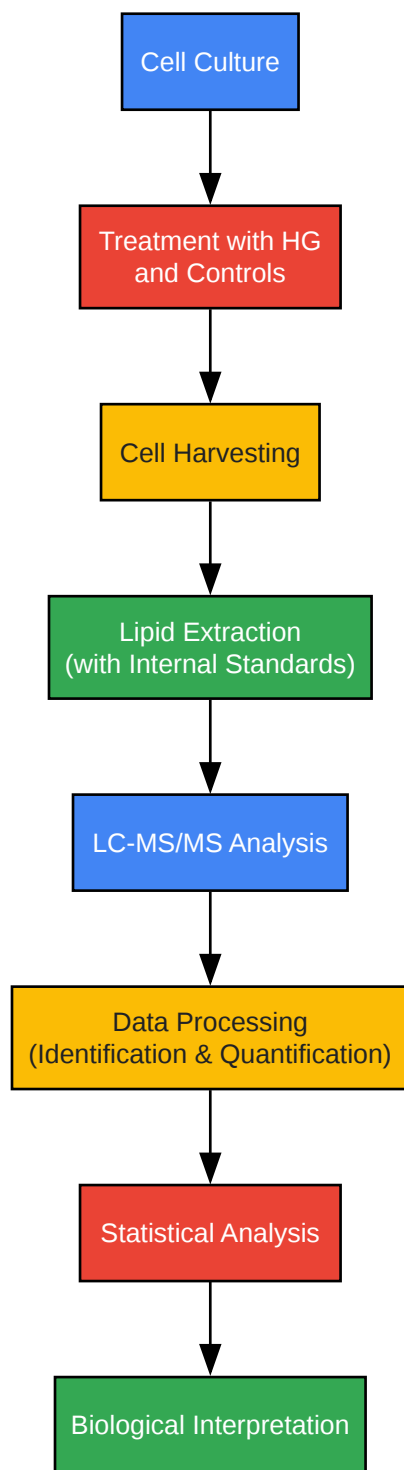 Cell Culture
Treatment with HG
and Controls
Cell Harvesting
Lipid Extraction
(with Internal Standards)
LC-MS/MS Analysis
Data Processing
(Identification & Quantification)
Statistical Analysis
Biological Interpretation